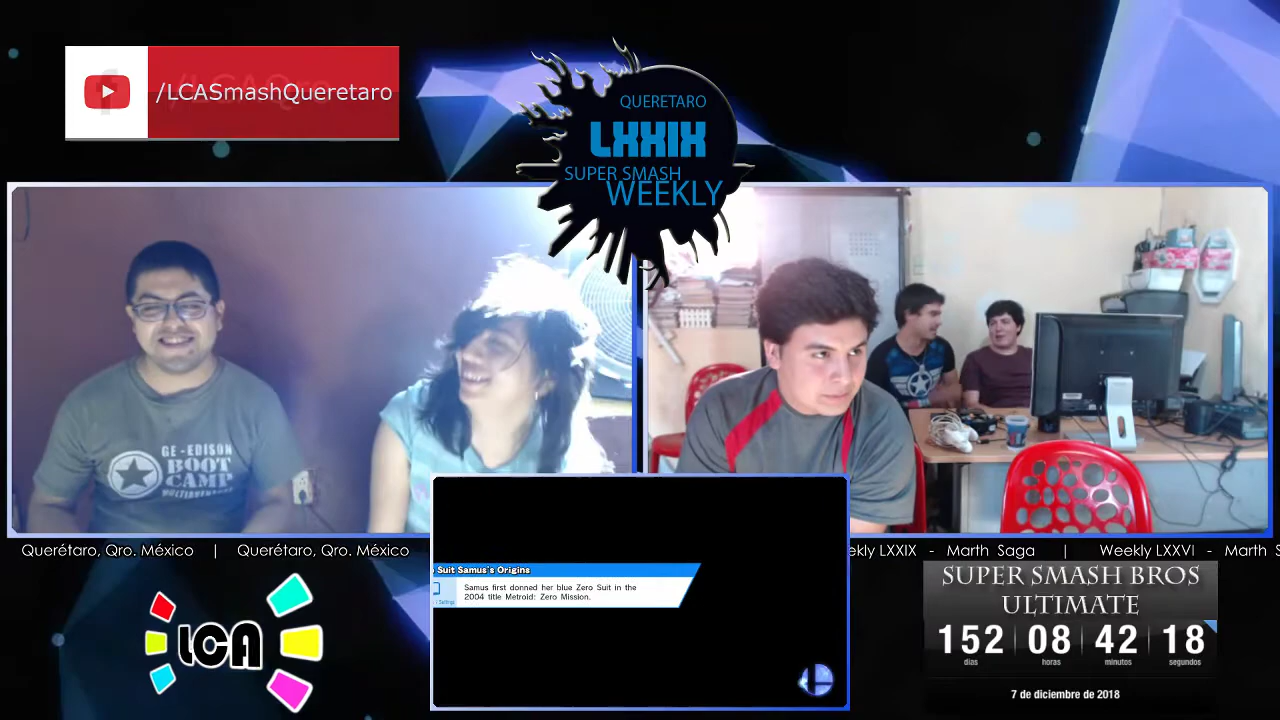 /LCASmashQueretaro
QUERETARO
LXXIX
SUPER SMASH
WEEKLY
GE-EDISON
BOOT
CAMP
Querétaro, Qro. México | Querétaro, Qro. México
ekly LXXIX - Marth Saga | Weekly LXXVI - Marth S
Suit Samus's Origins
Samus first donned her blue Zero Suit in the
2004 title Metroid: Zero Mission.
LCA
SUPER SMASH BROS
ULTIMATE
152 08 42 18
días horas minutos segundos
7 de diciembre de 2018